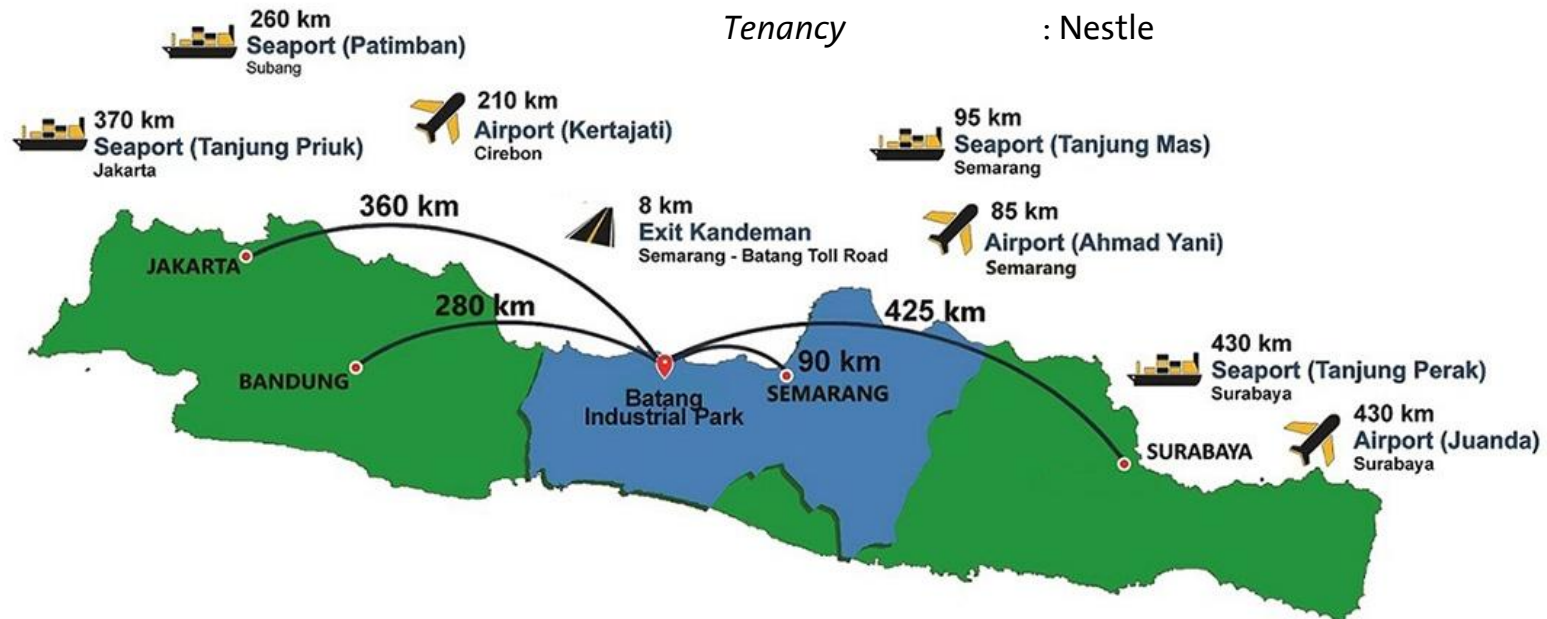 Tenancy : Nestle
260 km
Seaport (Patimban)
Subang
370 km
Seaport (Tanjung Priuk)
Jakarta
210 km
Airport (Kertajati)
Cirebon
95 km
Seaport (Tanjung Mas)
Semarang
8 km
Exit Kandeman
Semarang - Batang Toll Road
85 km
Airport (Ahmad Yani)
Semarang
360 km
JAKARTA
280 km
BANDUNG
425 km
90 km
SEMARANG
Batang
Industrial Park
430 km
Seaport (Tanjung Perak)
Surabaya
430 km
Airport (Juanda)
Surabaya
SURABAYA